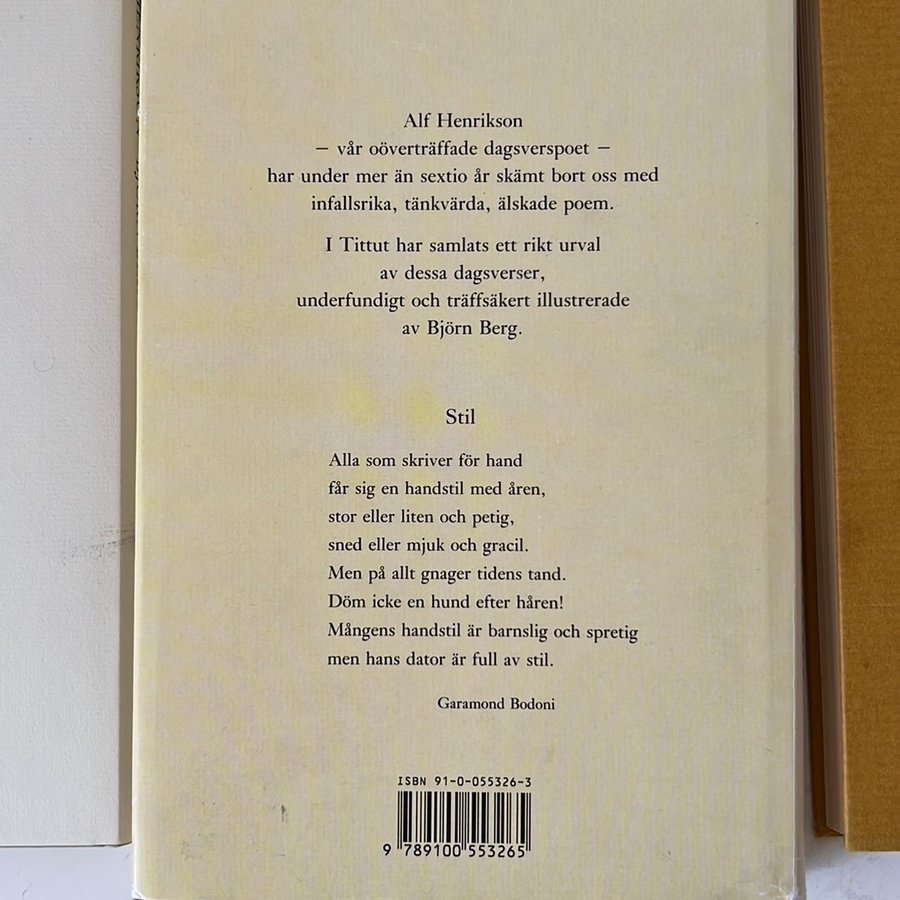 Alf Henrikson
– vår oöverträffade dagsverspoet –
har under mer än sextio år skämt bort oss med
infallsrika, tänkvärda, älskade poem.
I Tittut har samlats ett rikt urval
av dessa dagsverser,
underfundigt och träffsäkert illustrerade
av Björn Berg.
Stil
Alla som skriver för hand
får sig en handstil med åren,
stor eller liten och petig,
sned eller mjuk och gracil.
Men på allt gnager tidens tand.
Döm icke en hund efter håren!
Mångens handstil är barnslig och spretig
men hans dator är full av stil.
Garamond Bodoni
ISBN 91-0-055326-3
9 789100 553265